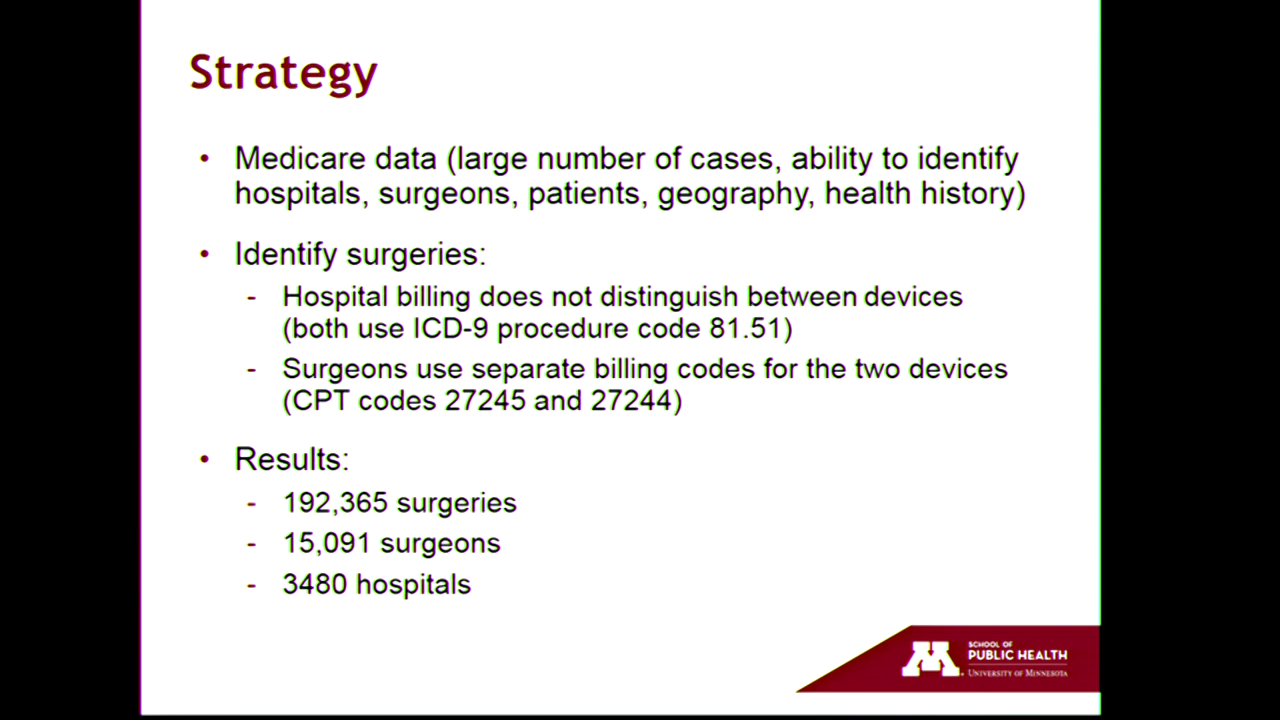 Strategy
• Medicare data (large number of cases, ability to identify
hospitals, surgeons, patients, geography, health history)
• Identify surgeries:
- Hospital billing does not distinguish between devices
(both use ICD-9 procedure code 81.51)
- Surgeons use separate billing codes for the two devices
(CPT codes 27245 and 27244)
• Results:
- 192,365 surgeries
- 15,091 surgeons
- 3480 hospitals
M
SCHOOL OF
PUBLIC HEALTH
UNIVERSITY OF MINNESOTA